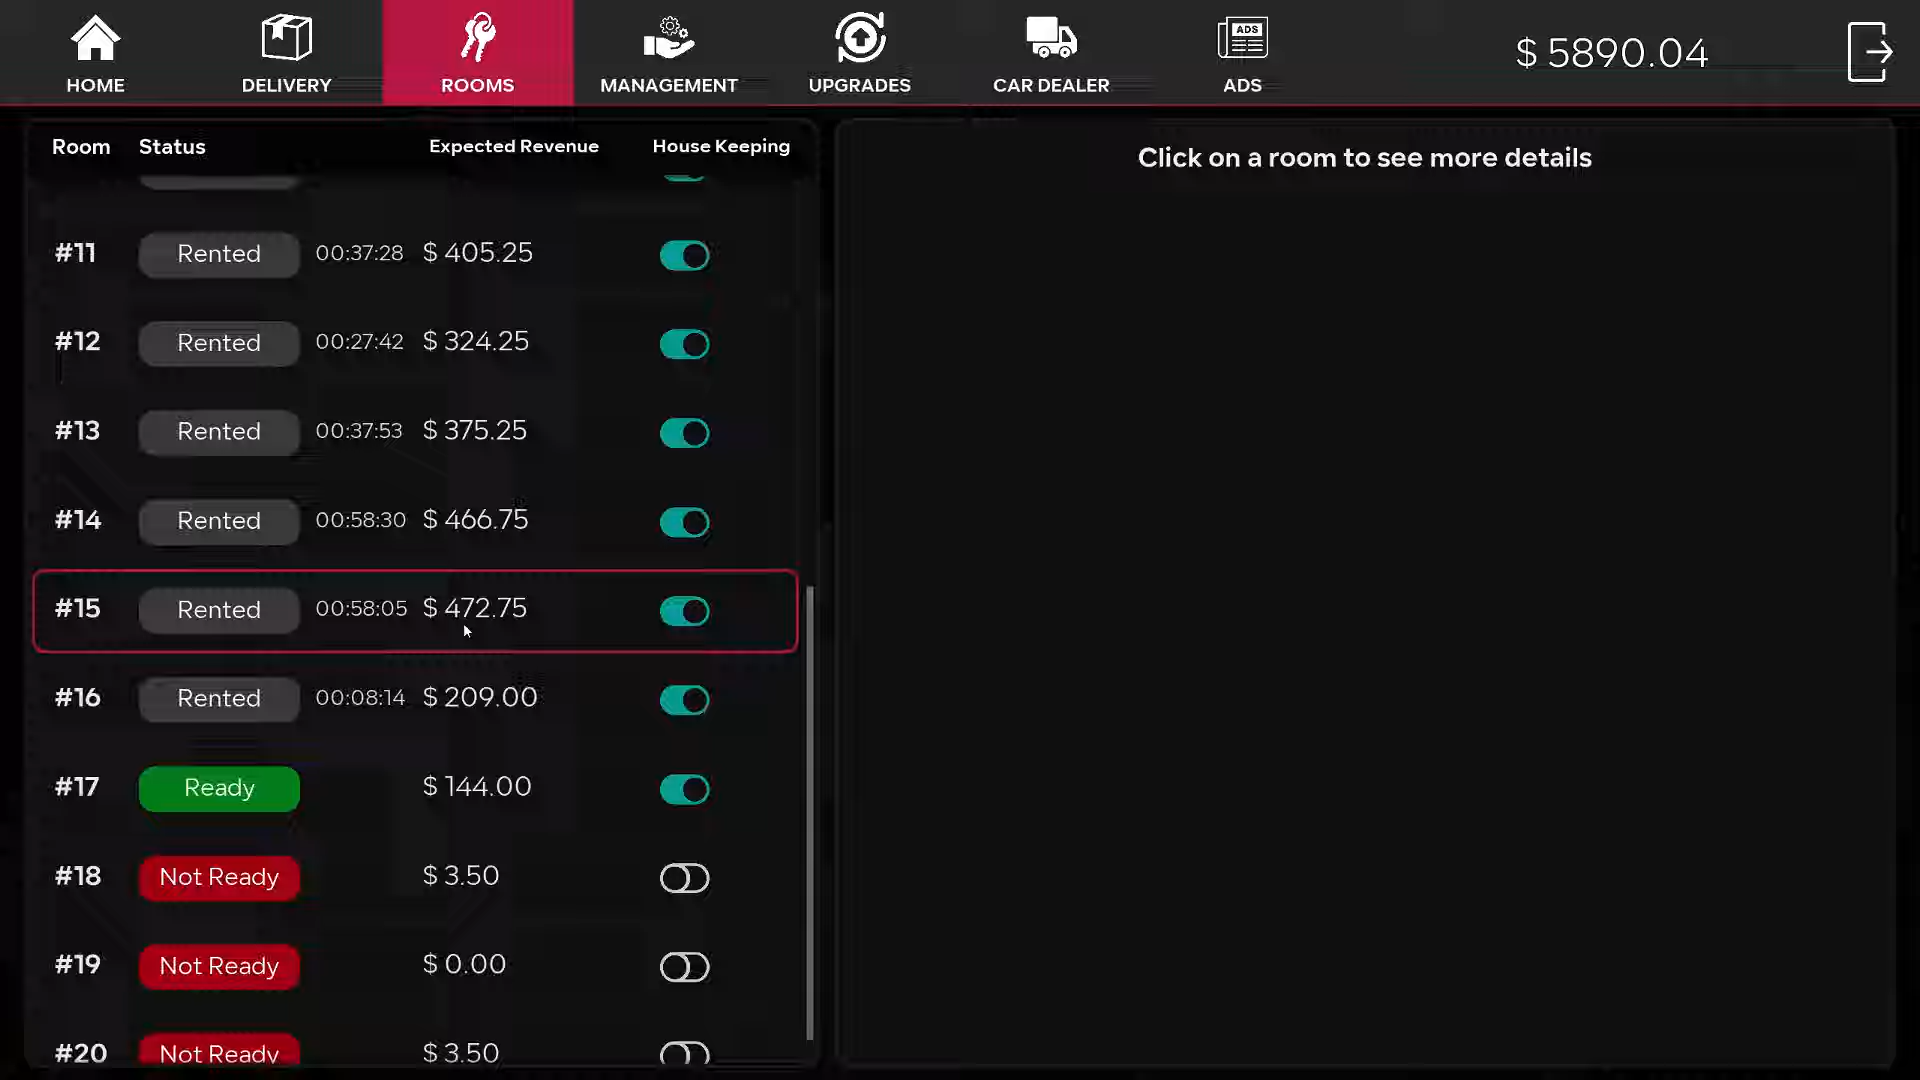 HOME DELIVERY ROOMS MANAGEMENT UPGRADES CAR DEALER ADS ADS $ 5890.04
Room Status Expected Revenue House Keeping
#11 Rented 00:37:28 $ 405.25
#12 Rented 00:27:42 $ 324.25
#13 Rented 00:37:53 $ 375.25
#14 Rented 00:58:30 $ 466.75
#15 Rented 00:58:05 $ 472.75
#16 Rented 00:08:14 $ 209.00
#17 Ready $ 144.00
#18 Not Ready $ 3.50
#19 Not Ready $ 0.00
#20 Not Ready $ 3.50
Click on a room to see more details